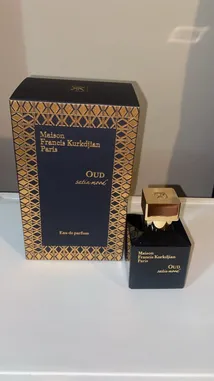 Maison
Francis Kurkdjian
Paris
OUD
satin mood
Eau de parfum
Maison
Francis Kurkdjian
Paris
OUD
satin mood